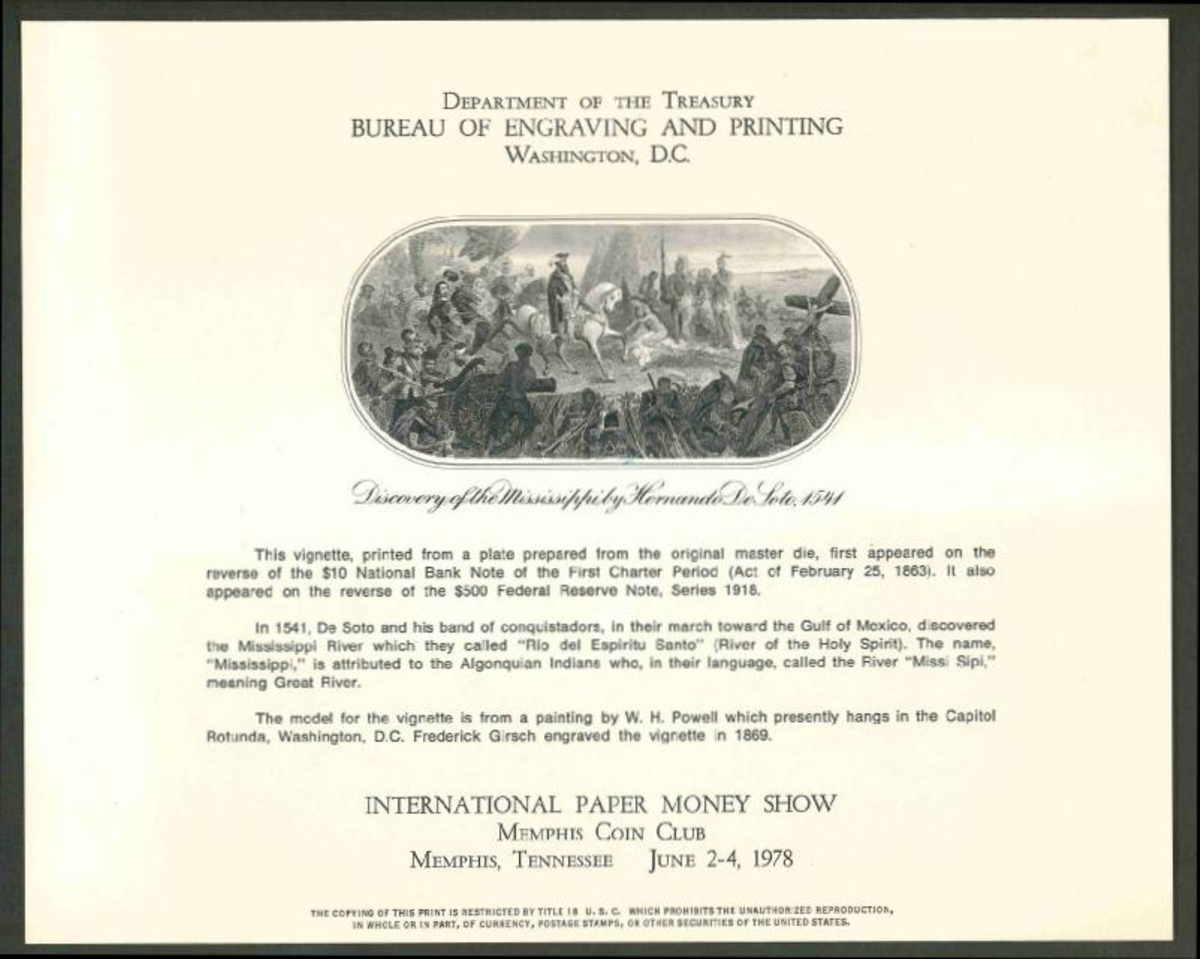 DEPARTMENT OF THE TREASURY
BUREAU OF ENGRAVING AND PRINTING
WASHINGTON, D.C.
Discovery of the Mississippi by Hernando De Soto, 1541
This vignette, printed from a plate prepared from the original master die, first appeared on the
reverse of the $10 National Bank Note of the First Charter Period (Act of February 25, 1863). It also
appeared on the reverse of the $500 Federal Reserve Note, Series 1918.
In 1541, De Soto and his band of conquistadors, in their march toward the Gulf of Mexico, discovered
the Mississippi River which they called "Rio del Espiritu Santo" (River of the Holy Spirit). The name,
"Mississippi," is attributed to the Algonquian Indians who, in their language, called the River "Missi Sipi,"
meaning Great River.
The model for the vignette is from a painting by W. H. Powell which presently hangs in the Capitol
Rotunda, Washington, D.C. Frederick Girsch engraved the vignette in 1869.
INTERNATIONAL PAPER MONEY SHOW
MEMPHIS COIN CLUB
MEMPHIS, TENNESSEE JUNE 2-4, 1978
THE COPYING OF THIS PRINT IS RESTRICTED BY TITLE 18 U. S. C. WHICH PROHIBITS THE UNAUTHORIZED REPRODUCTION,
IN WHOLE OR IN PART, OF CURRENCY, POSTAGE STAMPS, OR OTHER SECURITIES OF THE UNITED STATES.